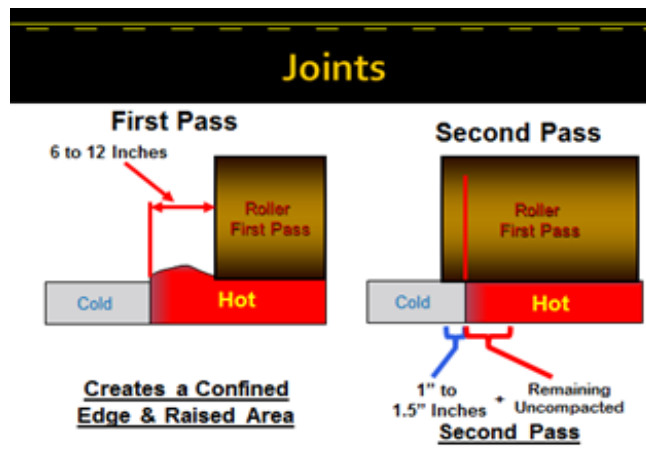 Joints
First Pass
6 to 12 Inches
Roller
First Pass
Cold
Hot
Creates a Confined
Edge & Raised Area
Second Pass
Roller
First Pass
Cold
Hot
1” to
1.5” Inches
+
Remaining
Uncompacted
Second Pass